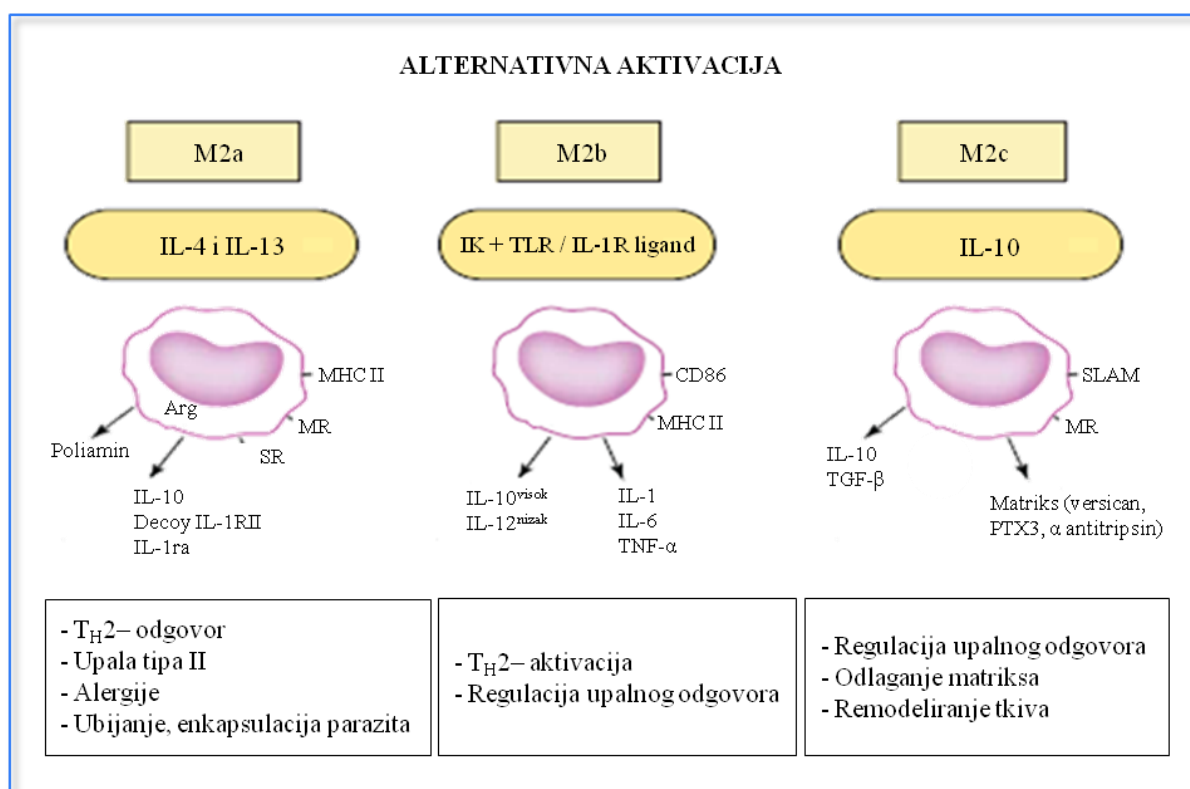 ALTERNATIVNA AKTIVACIJA
M2a
IL-4 i IL-13
MHC II
Arg
MR
SR
Poliamin
IL-10
Decoy IL-1RII
IL-1ra
- TH2– odgovor
- Upala tipa II
- Alergije
- Ubijanje, enkapsulacija parazita
M2b
IK + TLR / IL-1R ligand
CD86
MHC II
IL-10visok
IL-12nizak
IL-1
IL-6
TNF-α
- TH2– aktivacija
- Regulacija upalnog odgovora
M2c
IL-10
SLAM
MR
IL-10
TGF-β
Matriks (versican,
PTX3, α antitripsin)
- Regulacija upalnog odgovora
- Odlaganje matriksa
- Remodeliranje tkiva